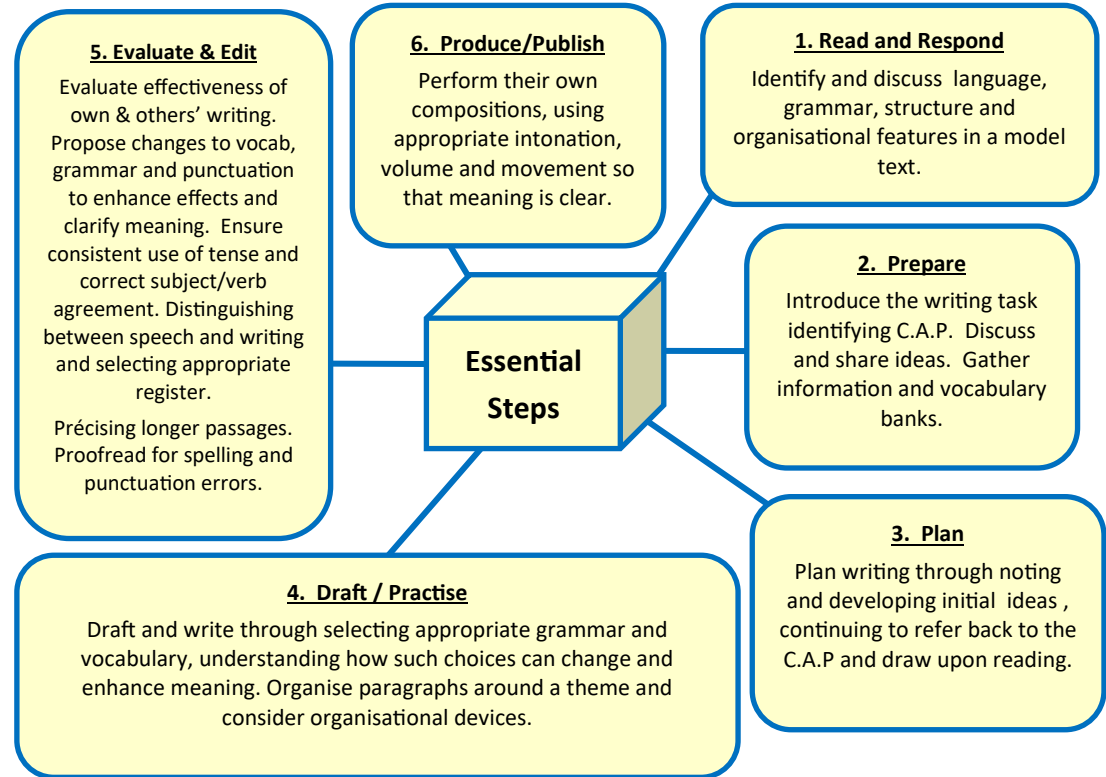 Essential
Steps
1. Read and Respond
Identify and discuss language,
grammar, structure and
organisational features in a model
text.
2. Prepare
Introduce the writing task
identifying C.A.P. Discuss
and share ideas. Gather
information and vocabulary
banks.
3. Plan
Plan writing through noting
and developing initial ideas ,
continuing to refer back to the
C.A.P and draw upon reading.
4. Draft / Practise
Draft and write through selecting appropriate grammar and
vocabulary, understanding how such choices can change and
enhance meaning. Organise paragraphs around a theme and
consider organisational devices.
5. Evaluate & Edit
Evaluate effectiveness of
own & others’ writing.
Propose changes to vocab,
grammar and punctuation
to enhance effects and
clarify meaning. Ensure
consistent use of tense and
correct subject/verb
agreement. Distinguishing
between speech and writing
and selecting appropriate
register.
Précising longer passages.
Proofread for spelling and
punctuation errors.
6. Produce/Publish
Perform their own
compositions, using
appropriate intonation,
volume and movement so
that meaning is clear.